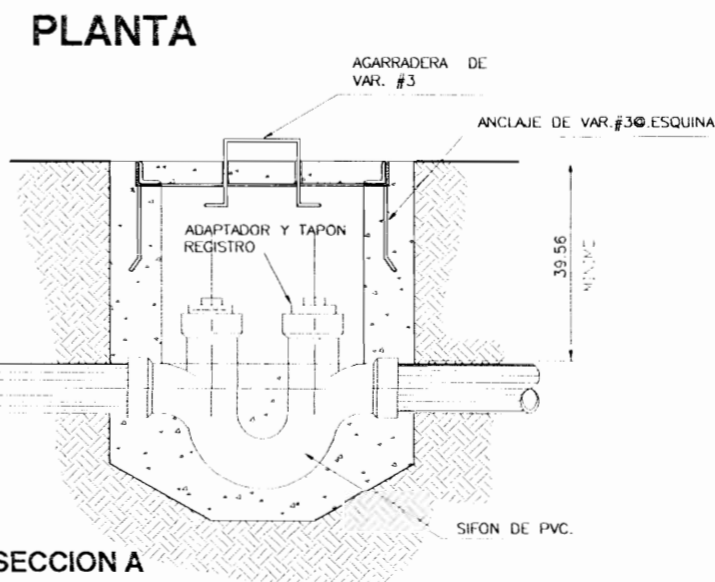 PLANTA
AGARRADERA DE
VAR. #3
ANCLAJE DE VAR.#3@.ESQUINA
ADAPTADOR Y TAPON
REGISTRO
39.56
SIFON DE PVC.
SECCION A